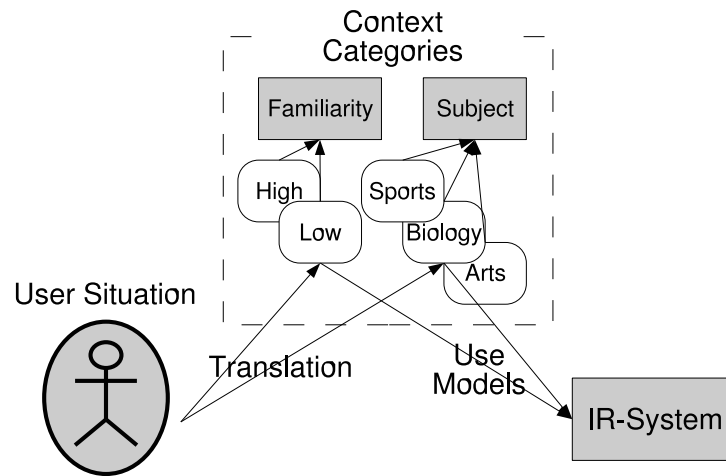 Context
Categories
Familiarity
Subject
High
Sports
Low
Biology
Arts
User Situation
Translation
Use
Models
IR-System